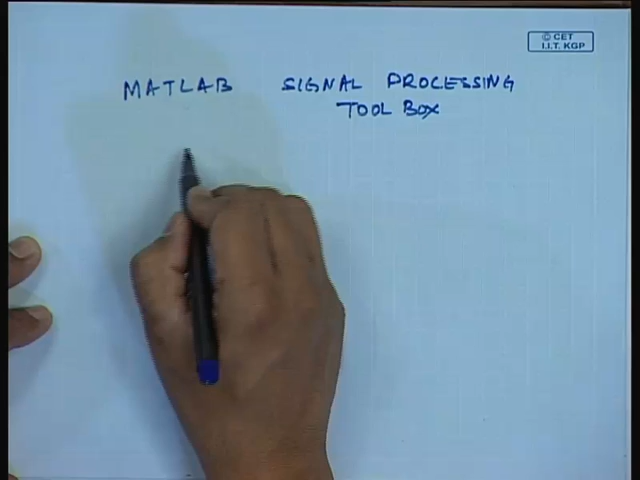 © CET
I.I.T. KGP
MATLAB SIGNAL PROCESSING
TOOL BOX